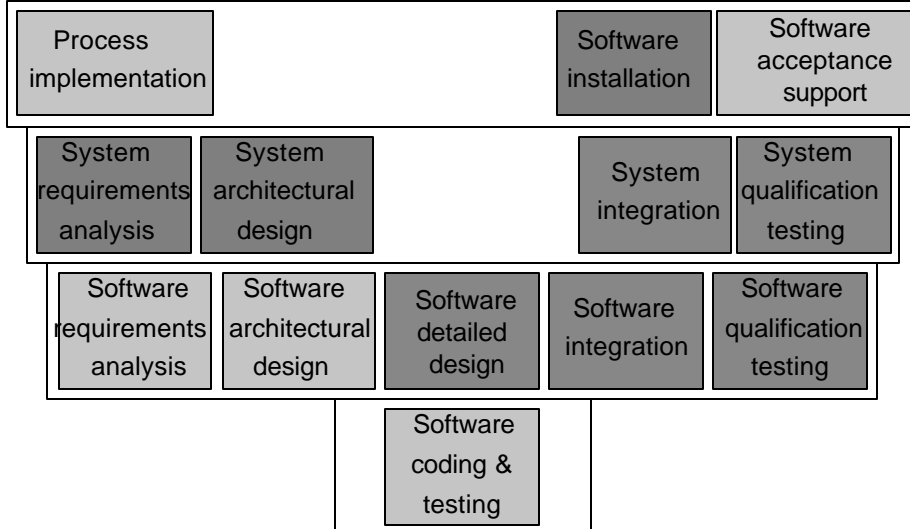 Process
implementation
Software
installation
Software
acceptance
support
System
requirements
analysis
System
architectural
design
System
integration
System
qualification
testing
Software
requirements
analysis
Software
architectural
design
Software
detailed
design
Software
integration
Software
qualification
testing
Software
coding &
testing